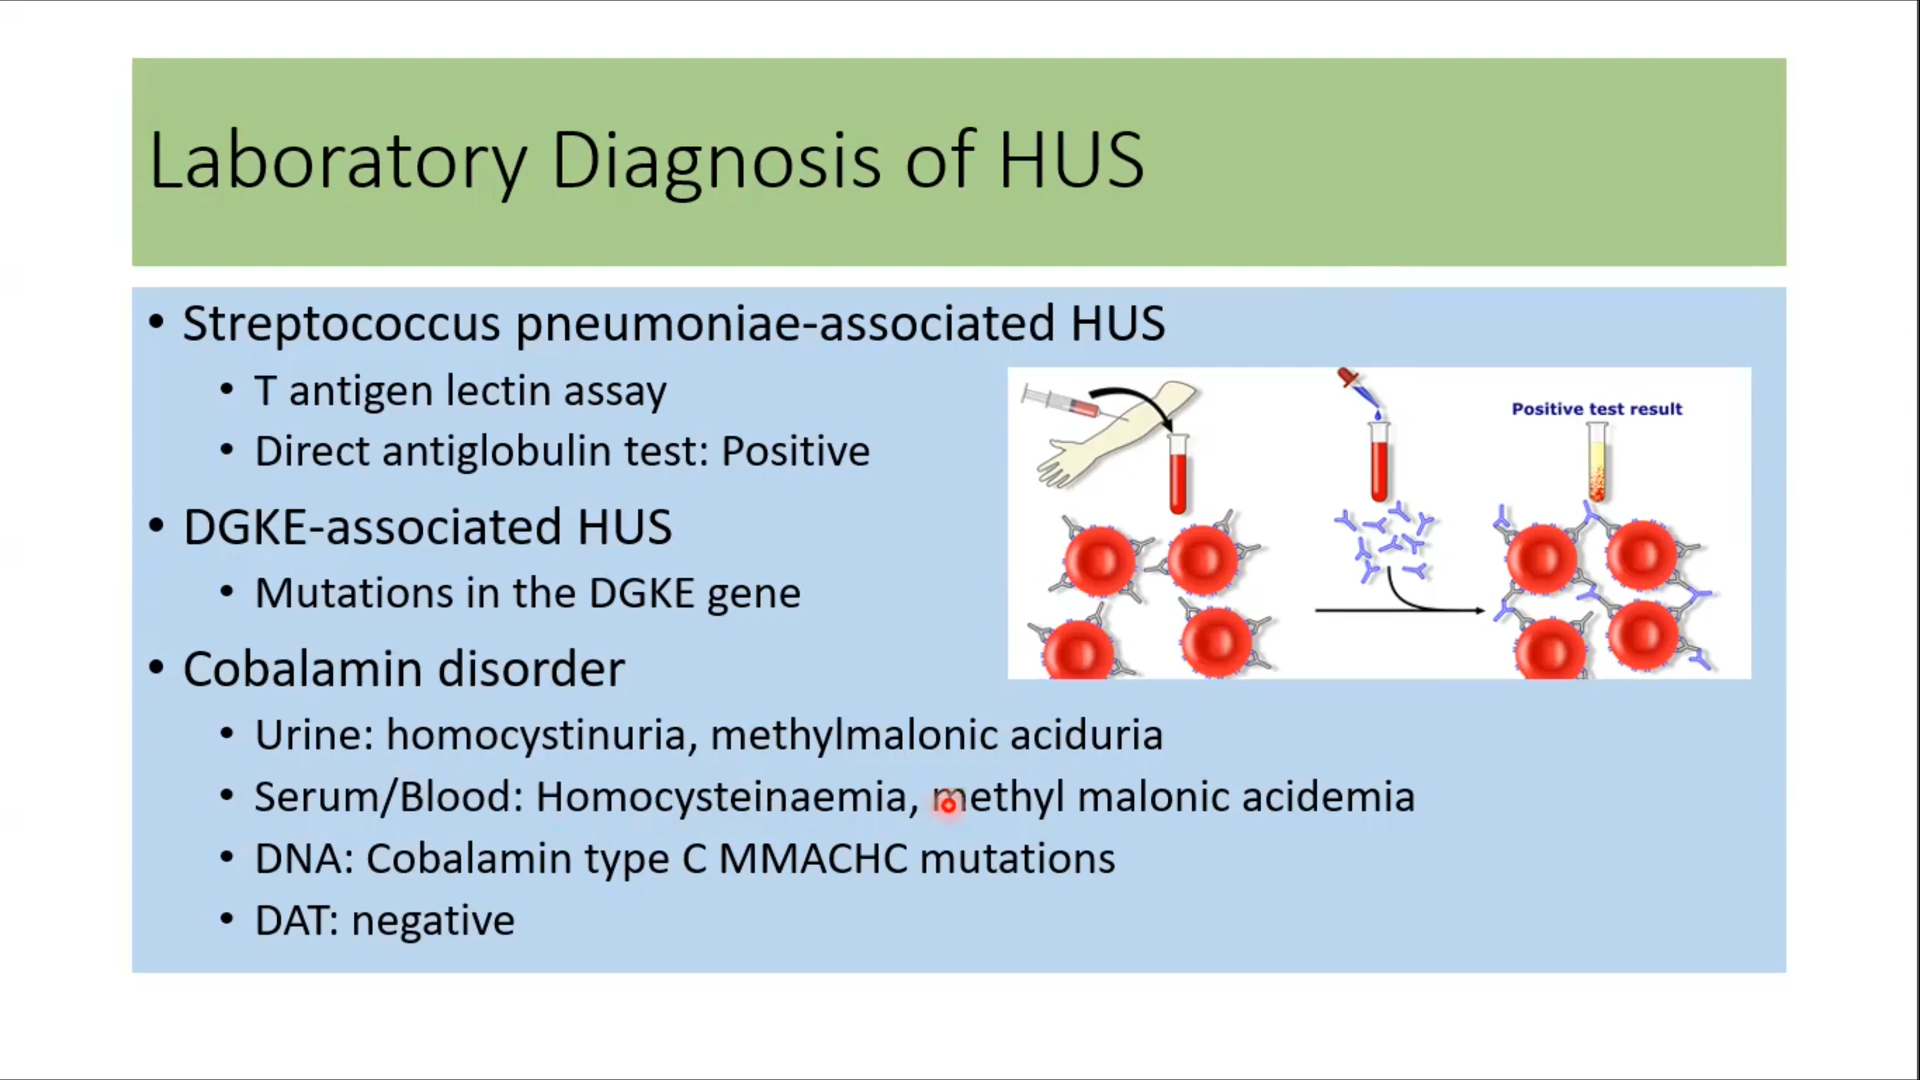 Laboratory Diagnosis of HUS
• Streptococcus pneumoniae-associated HUS
• T antigen lectin assay
• Direct antiglobulin test: Positive
Positive test result
• DGKE-associated HUS
• Mutations in the DGKE gene
• Cobalamin disorder
• Urine: homocystinuria, methylmalonic aciduria
• Serum/Blood: Homocysteinaemia, methyl malonic acidemia
• DNA: Cobalamin type C MMACHC mutations
• DAT: negative